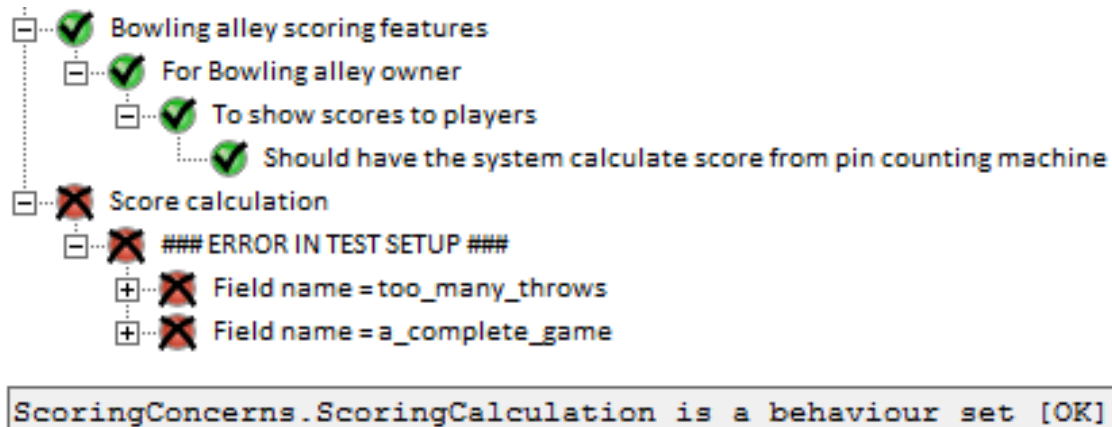 Bowling alley scoring features
For Bowling alley owner
To show scores to players
Should have the system calculate score from pin counting machine
Score calculation
### ERROR IN TEST SETUP ###
Field name = too_many_throws
Field name = a_complete_game
ScoringConcerns.ScoringCalculation is a behaviour set [OK]